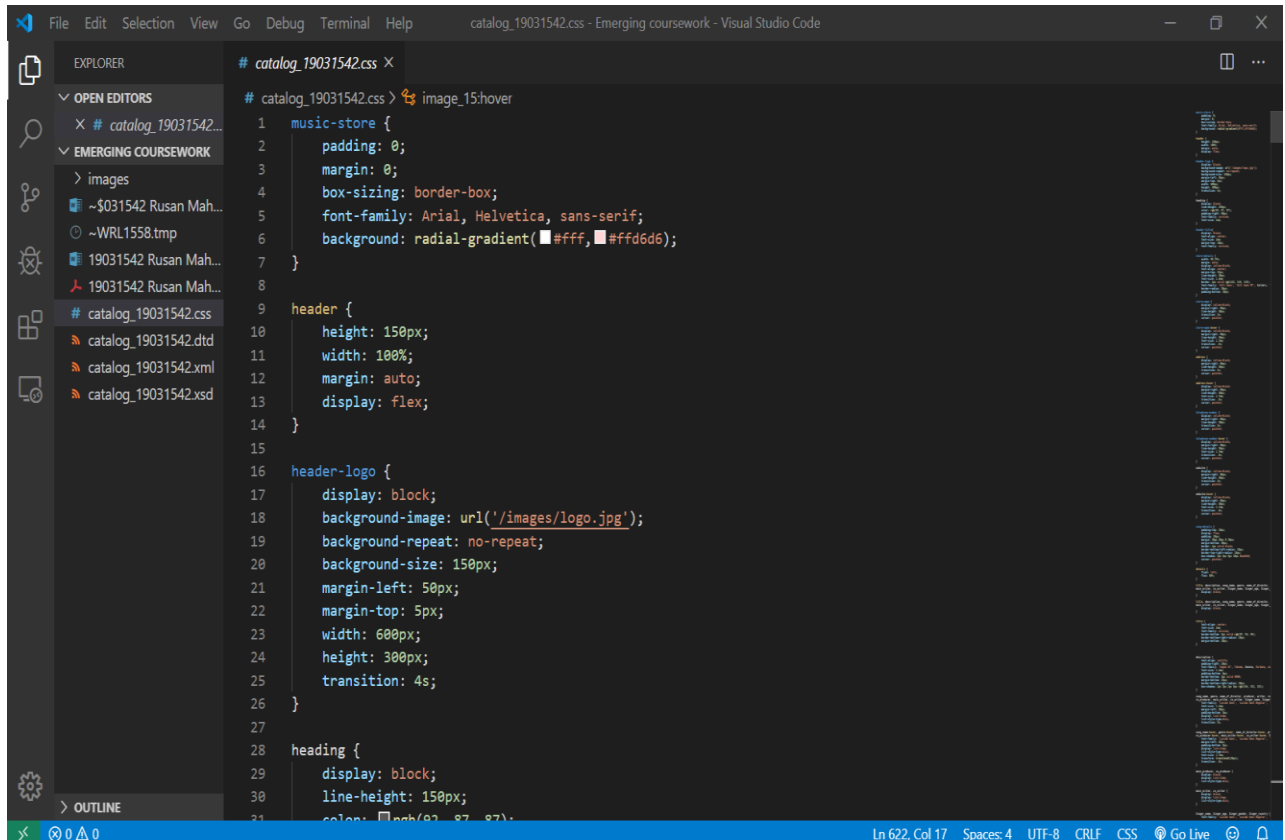 File Edit Selection View Go Debug Terminal Help catalog_19031542.css - Emerging coursework - Visual Studio Code
EXPLORER
OPEN EDITORS
# catalog_19031542...
EMERGING COURSEWORK
images
~$031542 Rusan Mah...
~WRL1558.tmp
19031542 Rusan Mah...
19031542 Rusan Mah...
# catalog_19031542.css
catalog_19031542.dtd
catalog_19031542.xml
catalog_19031542.xsd
OUTLINE
# catalog_19031542.css
# catalog_19031542.css > image_15:hover
1 music-store {
2 padding: 0;
3 margin: 0;
4 box-sizing: border-box;
5 font-family: Arial, Helvetica, sans-serif;
6 background: radial-gradient(#fff, #ffd6d6);
7 }
8
9 header {
10 height: 150px;
11 width: 100%;
12 margin: auto;
13 display: flex;
14 }
15
16 header-logo {
17 display: block;
18 background-image: url('/images/logo.jpg');
19 background-repeat: no-repeat;
20 background-size: 150px;
21 margin-left: 50px;
22 margin-top: 5px;
23 width: 600px;
24 height: 300px;
25 transition: 4s;
26 }
27
28 heading {
29 display: block;
30 line-height: 150px;
31 color: rgb(92, 87, 87);
0 0 Ln 622, Col 17 Spaces: 4 UTF-8 CRLF CSS Go Live